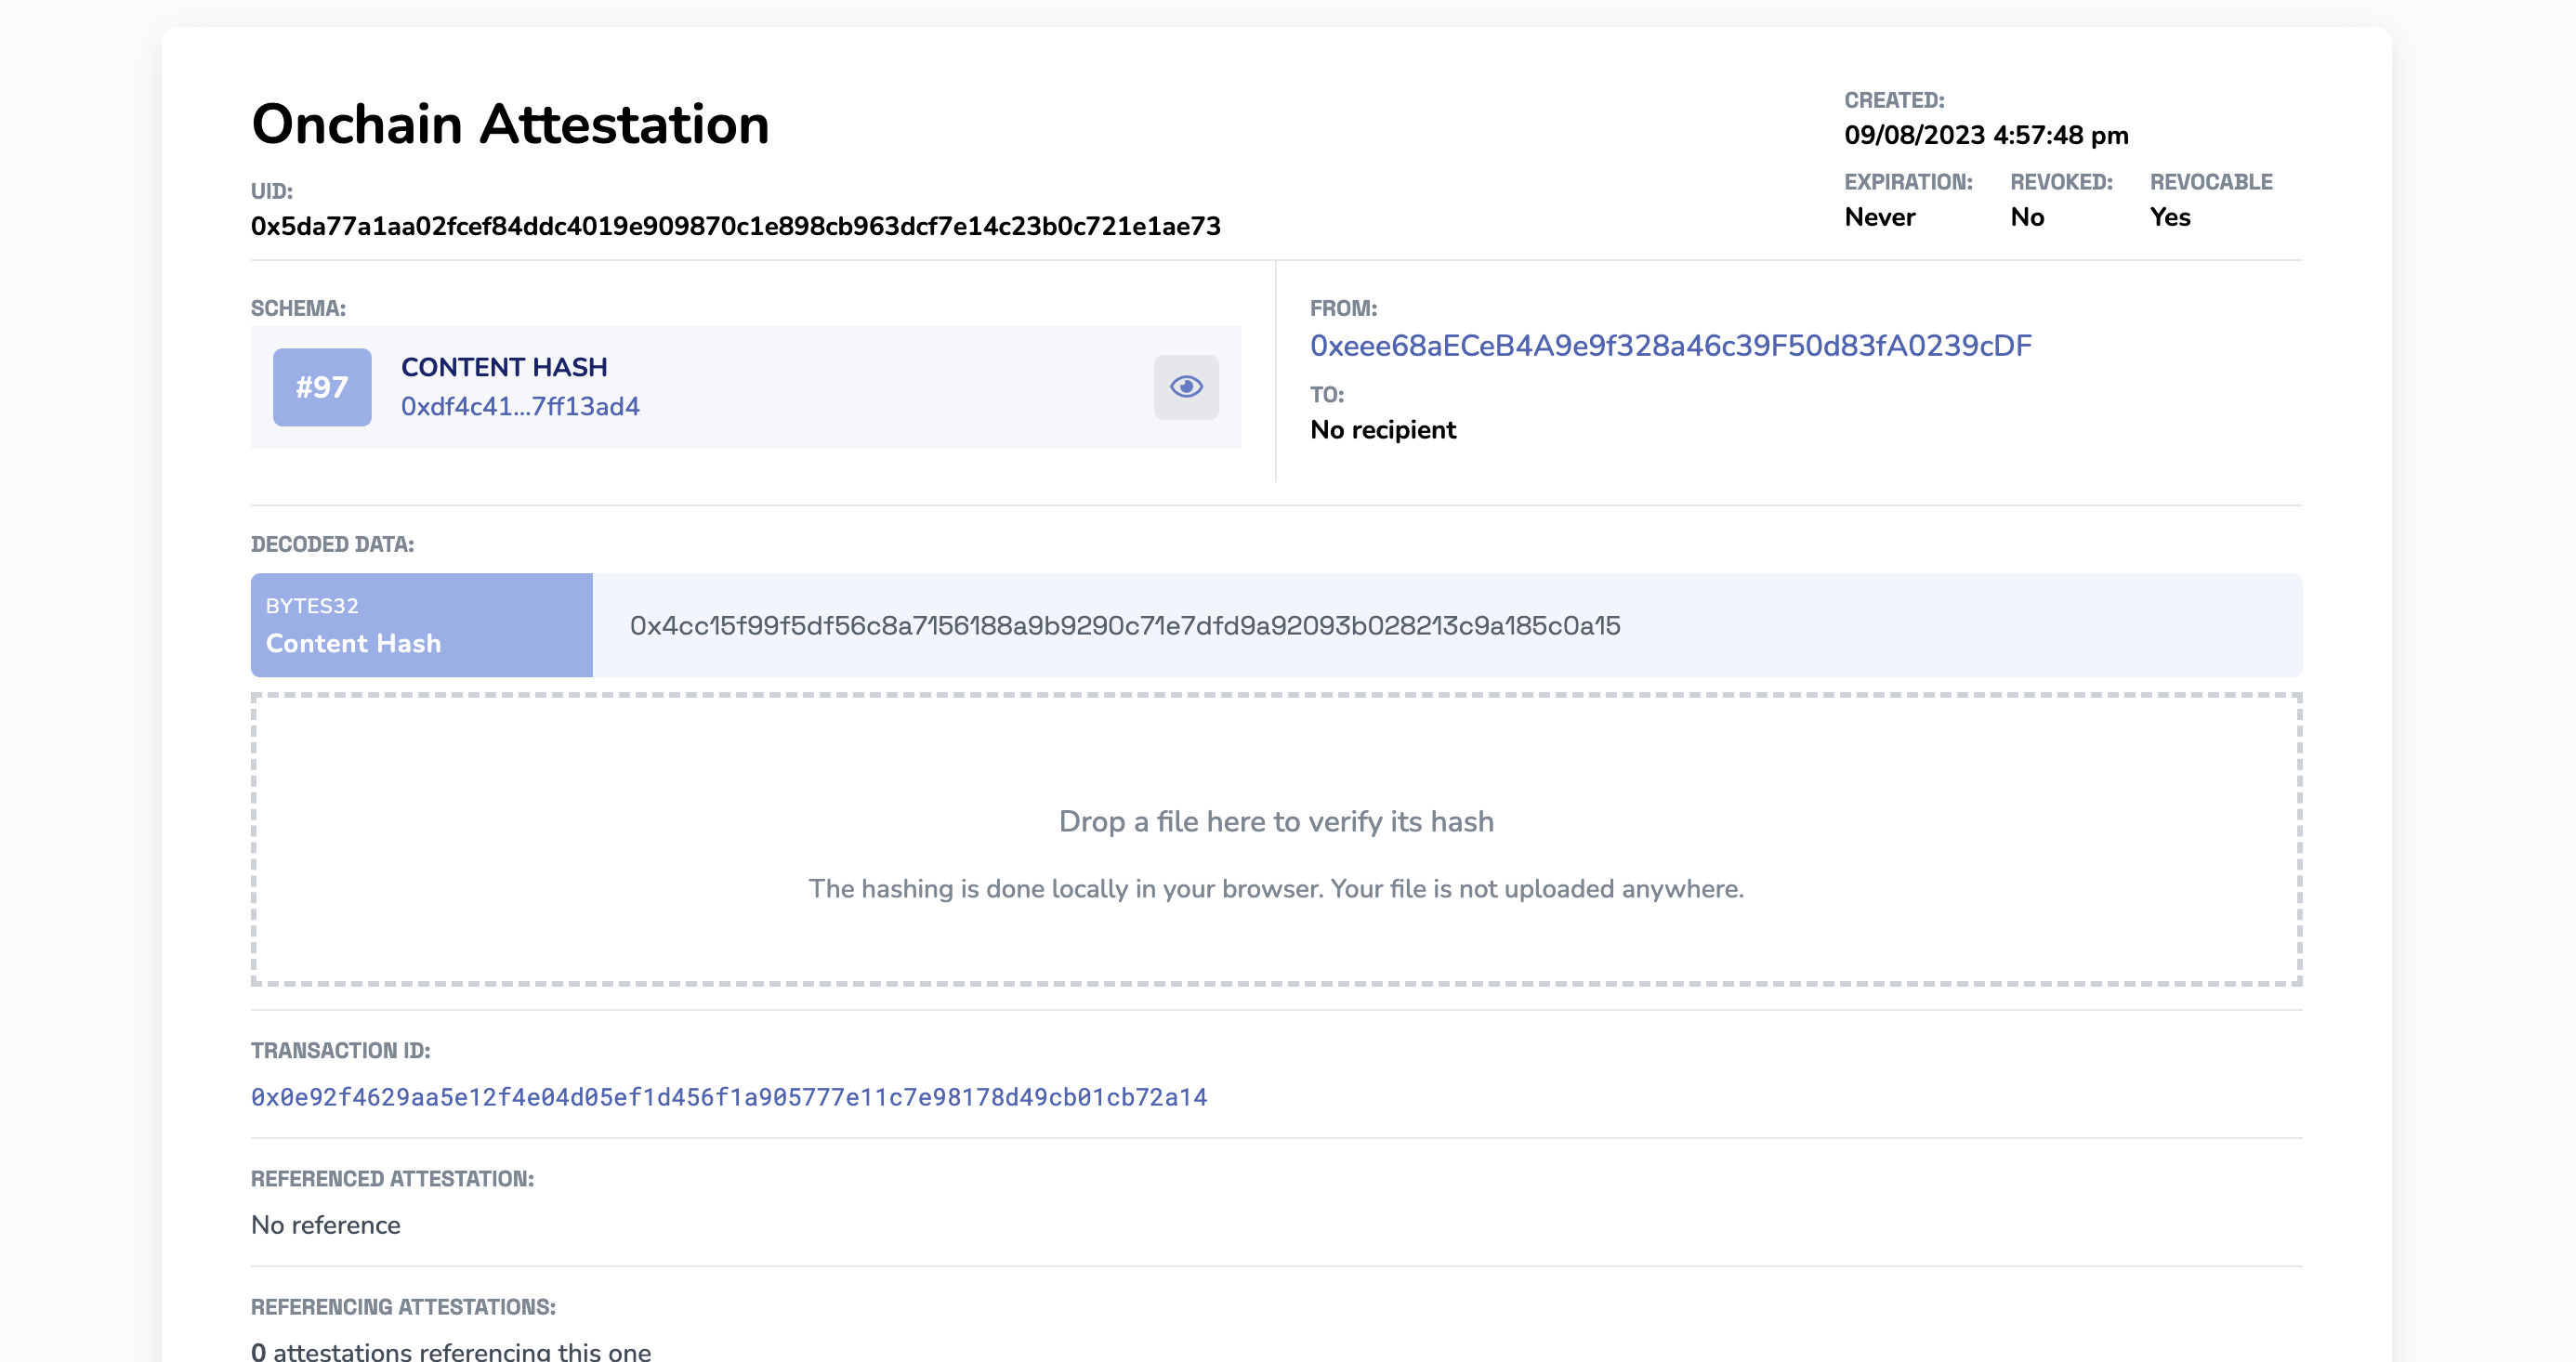 Onchain Attestation
UID:
0x5da77a1aa02fcef84ddc4019e909870c1e898cb963dcf7e14c23b0c721e1ae73
CREATED:
09/08/2023 4:57:48 pm
EXPIRATION: REVOKED: REVOCABLE
Never No Yes
SCHEMA:
#97
CONTENT HASH
0xdf4c41...7ff13ad4
FROM:
0xeee68aECeB4A9e9f328a46c39F50d83fA0239cDF
TO:
No recipient
DECODED DATA:
BYTES32
Content Hash
0x4cc15f99f5df56c8a7156188a9b9290c71e7dfd9a92093b028213c9a185c0a15
Drop a file here to verify its hash
The hashing is done locally in your browser. Your file is not uploaded anywhere.
TRANSACTION ID:
0x0e92f4629aa5e12f4e04d05ef1d456f1a905777e11c7e98178d49cb01cb72a14
REFERENCED ATTESTATION:
No reference
REFERENCING ATTESTATIONS:
0 attestations referencing this one